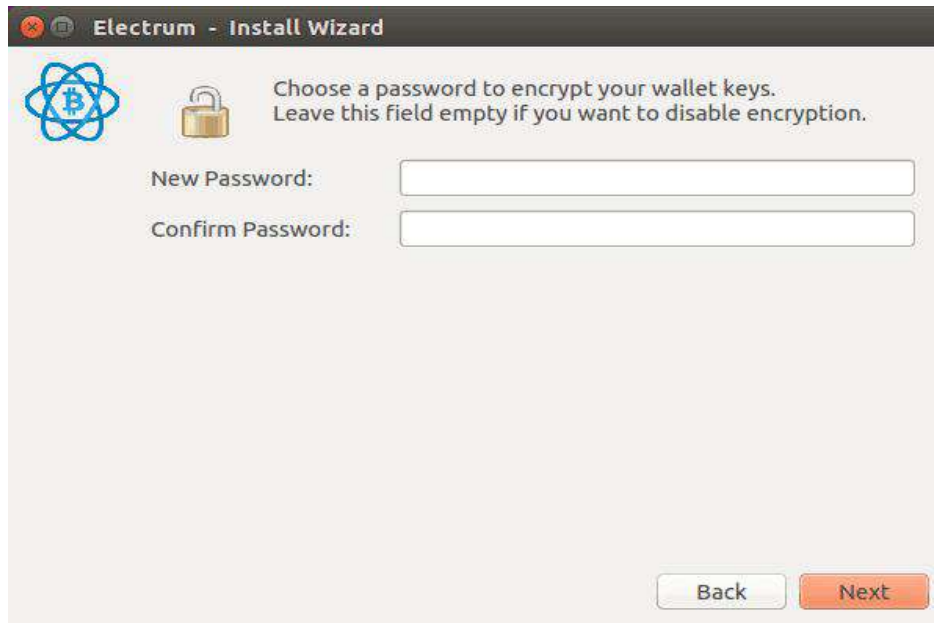 Electrum - Install Wizard
Choose a password to encrypt your wallet keys.
Leave this field empty if you want to disable encryption.
New Password:
Confirm Password:
Back Next